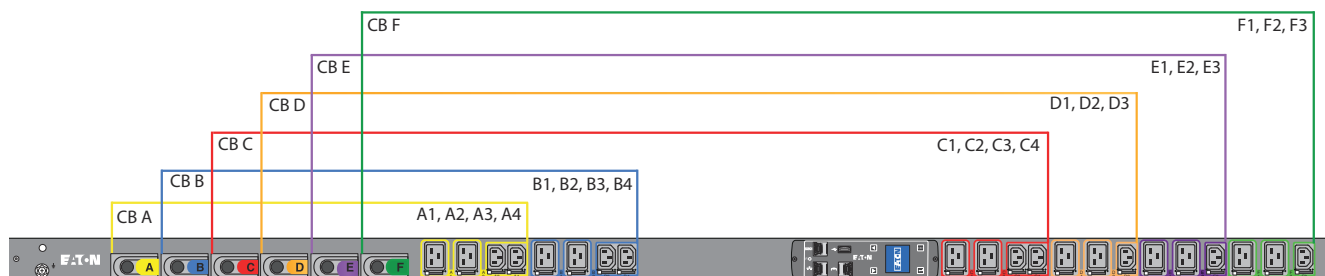 CB F F1, F2, F3
CB E E1, E2, E3
CB D D1, D2, D3
CB C C1, C2, C3, C4
CB B B1, B2, B3, B4
CB A A1, A2, A3, A4
EATON A B C D E F EATON